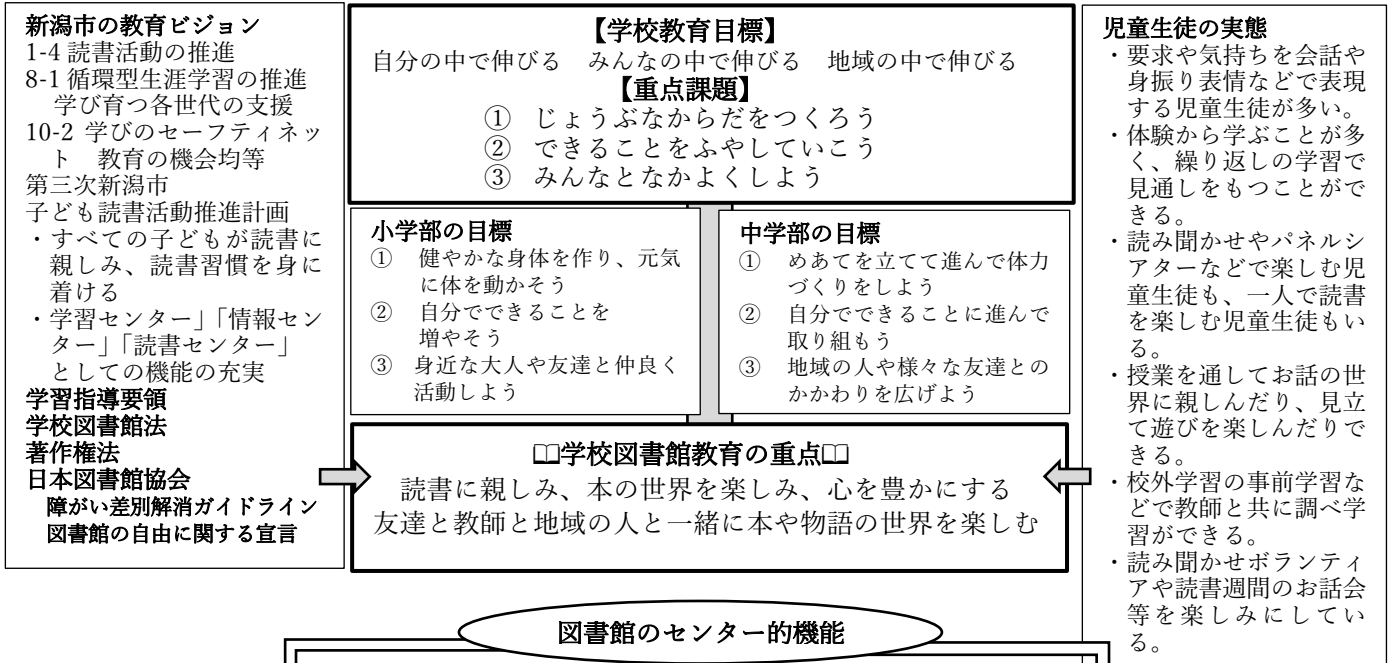 新潟市の教育ビジョン
1-4 読書活動の推進
8-1 循環型生涯学習の推進
学び育つ各世代の支援
10-2 学びのセーフティネッ
ト　教育の機会均等
第三次新潟市
子ども読書活動推進計画
・すべての子どもが読書に
親しみ、読書習慣を身に
着ける
・学習センター」「情報セン
ター」「読書センター」
としての機能の充実
学習指導要領
学校図書館法
著作権法
日本図書館協会
障がい差別解消ガイドライン
図書館の自由に関する宣言
【学校教育目標】
自分の中で伸びる　みんなの中で伸びる　地域の中で伸びる
【重点課題】
①　じょうぶなからだをつくろう
②　できることをふやしていこう
③　みんなとなかよくしよう
小学部の目標
①　健やかな身体を作り、元気
に体を動かそう
②　自分でできることを
増やそう
③　身近な大人や友達と仲良く
活動しよう
中学部の目標
①　めあてを立てて進んで体力
づくりをしよう
②　自分でできることに進んで
取り組もう
③　地域の人や様々な友達との
かかわりを広げよう
🕮学校図書館教育の重点🕮
読書に親しみ、本の世界を楽しみ、心を豊かにする
友達と教師と地域の人と一緒に本や物語の世界を楽しむ
児童生徒の実態
・要求や気持ちを会話や
身振り表情などで表現
する児童生徒が多い。
・体験から学ぶことが多
く、繰り返しの学習で
見通しをもつことがで
きる。
・読み聞かせやパネルシ
アターなどで楽しむ児
童生徒も、一人で読書
を楽しむ児童生徒もい
る。
・授業を通してお話の世
界に親しんだり、見立
て遊びを楽しんだりで
きる。
・校外学習の事前学習な
どで教師と共に調べ学
習ができる。
・読み聞かせボランティ
アや読書週間のお話会
等を楽しみにしてい
る。
図書館のセンター的機能